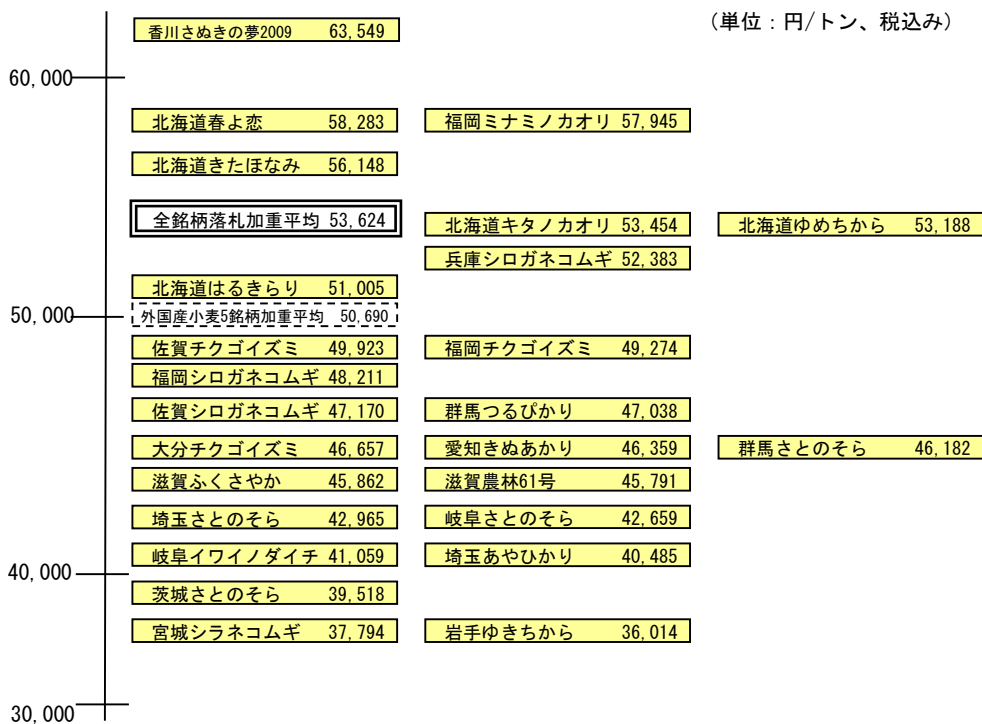 （単位：円/トン、税込み）
香川さぬきの夢2009 63,549
60,000
北海道春よ恋 58,283 福岡ミナミノカオリ 57,945
北海道きたほなみ 56,148
全銘柄落札加重平均 53,624 北海道キタノカオリ 53,454 北海道ゆめちから 53,188
兵庫シロガネコムギ 52,383
北海道はるきらり 51,005
50,000
外国産小麦5銘柄加重平均 50,690
佐賀チクゴイズミ 49,923 福岡チクゴイズミ 49,274
福岡シロガネコムギ 48,211
佐賀シロガネコムギ 47,170 群馬つるぴかり 47,038
大分チクゴイズミ 46,657 愛知きぬあかり 46,359 群馬さとのそら 46,182
滋賀ふくさやか 45,862 滋賀農林61号 45,791
埼玉さとのそら 42,965 岐阜さとのそら 42,659
岐阜イワイノダイチ 41,059 埼玉あやひかり 40,485
40,000
茨城さとのそら 39,518
宮城シラネコムギ 37,794 岩手ゆきちから 36,014
30,000